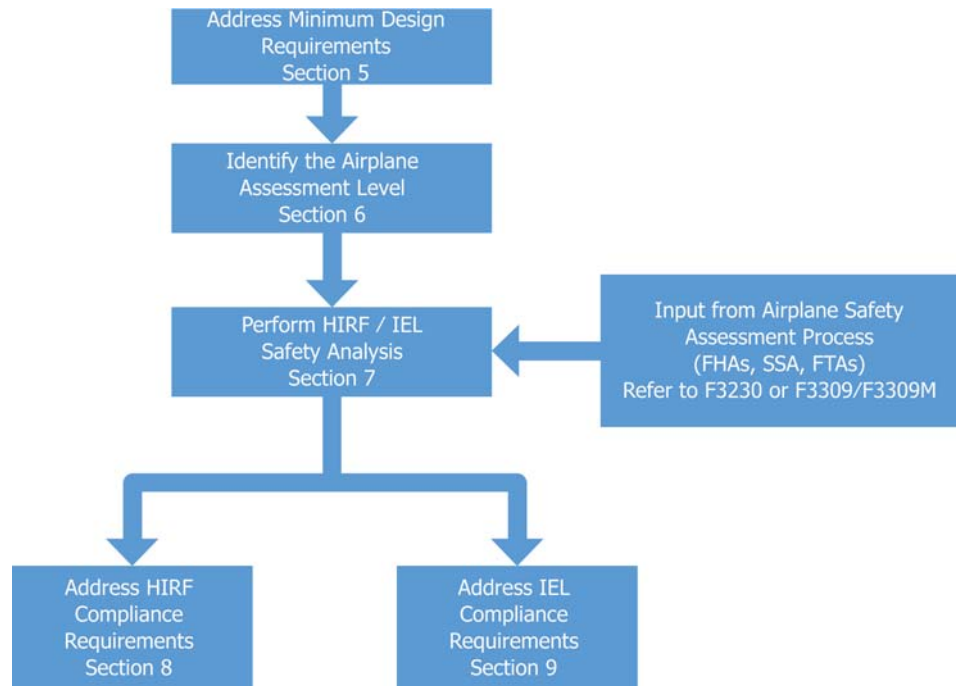 Address Minimum Design
Requirements
Section 5
Identify the Airplane
Assessment Level
Section 6
Perform HIRF / IEL
Safety Analysis
Section 7
Input from Airplane Safety
Assessment Process
(FHAs, SSA, FTAs)
Refer to F3230 or F3309/F3309M
Address HIRF
Compliance
Requirements
Section 8
Address IEL
Compliance
Requirements
Section 9